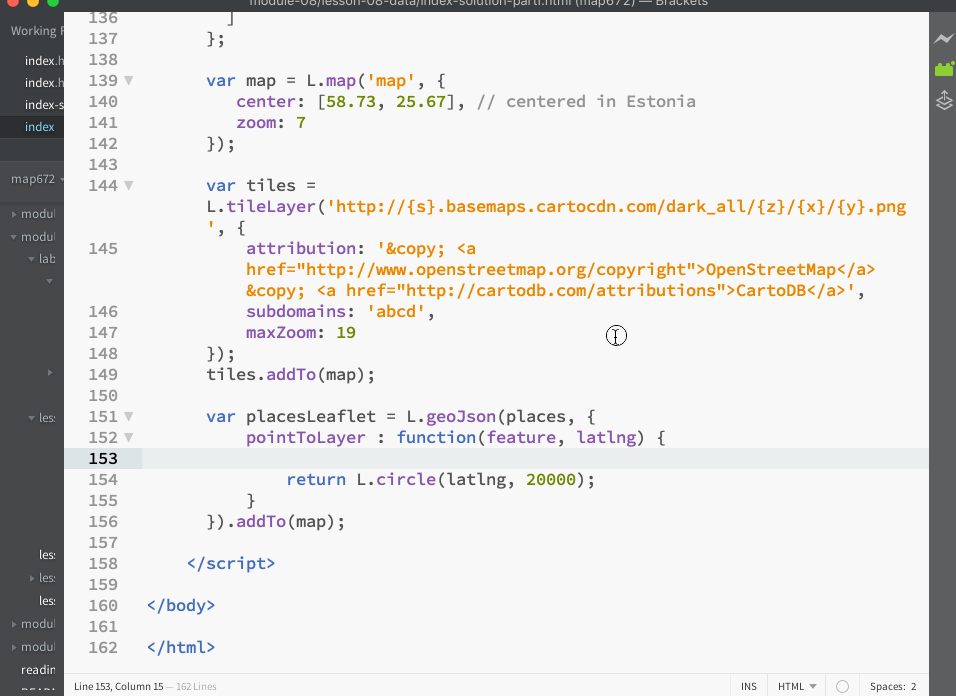 module-08/lesson-08-data/index-solution-part1.html (map672) — Brackets
Working F
index.h
index.h
index-s
index
map672
modul
modul
lab
les
les
les
les
modul
modul
readin
136 ]
137 };
138
139 var map = L.map('map', {
140 center: [58.73, 25.67], // centered in Estonia
141 zoom: 7
142 });
143
144 var tiles =
L.tileLayer('http://{s}.basemaps.cartocdn.com/dark_all/{z}/{x}/{y}.png
', {
145 attribution: '&copy; <a
href="http://www.openstreetmap.org/copyright">OpenStreetMap</a>
&copy; <a href="http://cartodb.com/attributions">CartoDB</a>',
146 subdomains: 'abcd',
147 maxZoom: 19
148 });
149 tiles.addTo(map);
150
151 var placesLeaflet = L.geoJson(places, {
152 pointToLayer : function(feature, latlng) {
153
154 return L.circle(latlng, 20000);
155 }
156 }).addTo(map);
157
158 </script>
159
160 </body>
161
162 </html>
Line 153, Column 15 — 162 Lines
INS
HTML
Spaces: 2